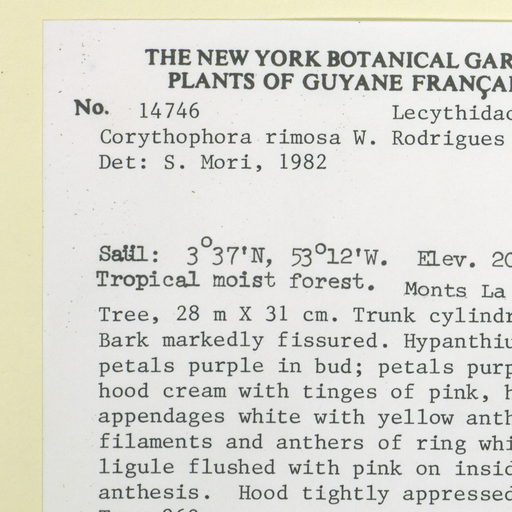 THE NEW YORK BOTANICAL GAR
PLANTS OF GUYANE FRANÇAI
No. 14746 Lecythidac
Corythophora rimosa W. Rodrigues
Det: S. Mori, 1982
Saül: 3°37'N, 53°12'W. Elev. 20
Tropical moist forest. Monts La
Tree, 28 m X 31 cm. Trunk cylindr
Bark markedly fissured. Hypanthiu
petals purple in bud; petals purp
hood cream with tinges of pink, h
appendages white with yellow anth
filaments and anthers of ring whi
ligule flushed with pink on insid
anthesis. Hood tightly appressed